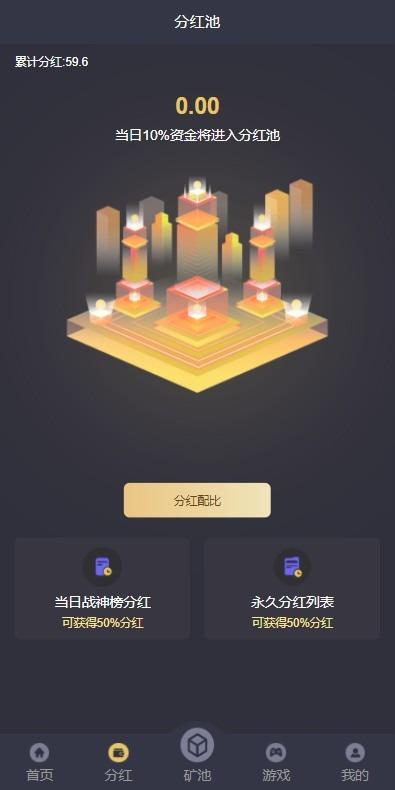 分红池
累计分红:59.6
0.00
当日10%资金将进入分红池
分红配比
当日战神榜分红
可获得50%分红
永久分红列表
可获得50%分红
首页
分红
矿池
游戏
我的